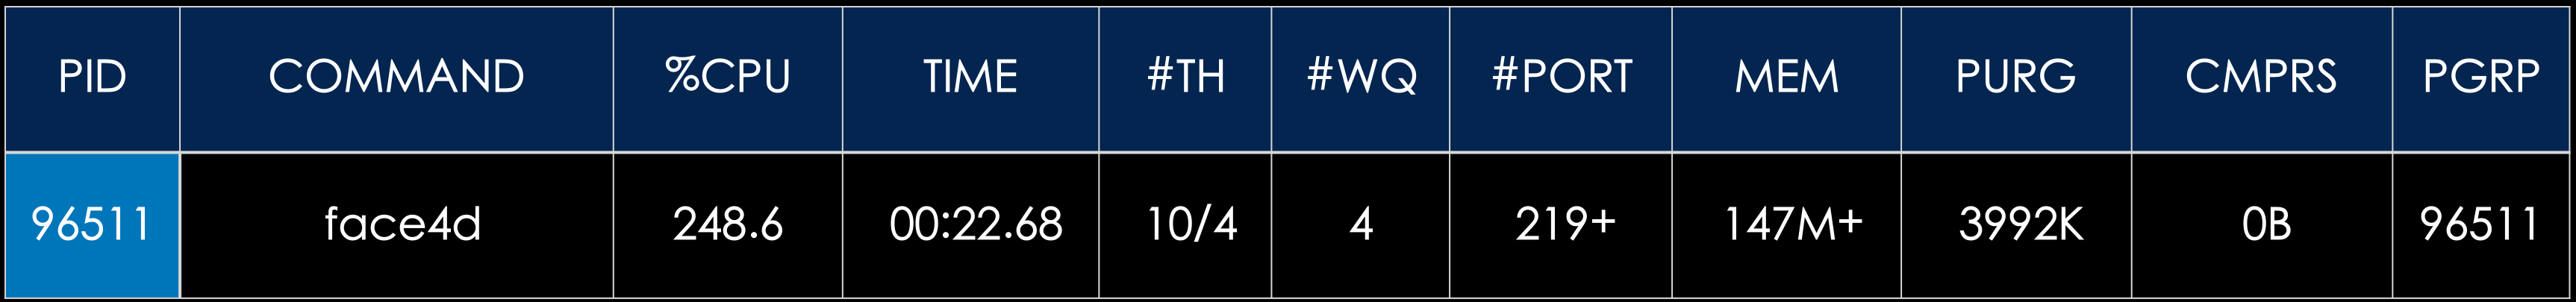 PID COMMAND %CPU TIME #TH #WQ #PORT MEM PURG CMPRS PGRP
96511 face4d 248.6 00:22.68 10/4 4 219+ 147M+ 3992K 0B 96511